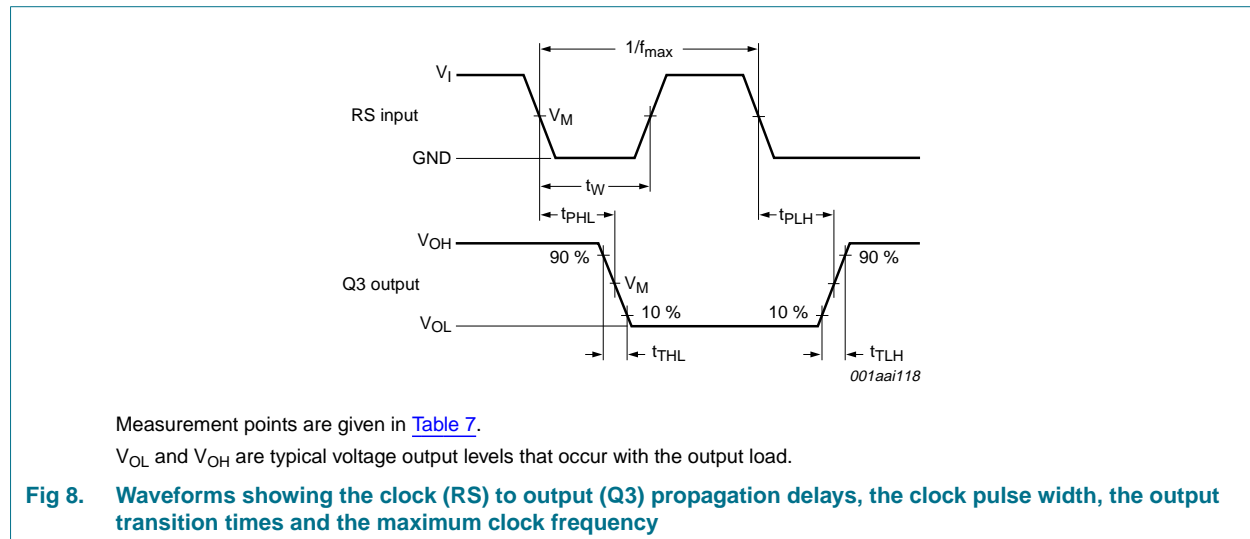 1/fmax
VI
RS input
VM
GND
tW
tPHL
tPLH
VOH
90 %
90 %
Q3 output
VM
10 %
10 %
VOL
tTHL
tTLH
001aai118
Measurement points are given in Table 7.
VOL and VOH are typical voltage output levels that occur with the output load.
Fig 8. Waveforms showing the clock (RS) to output (Q3) propagation delays, the clock pulse width, the output
transition times and the maximum clock frequency